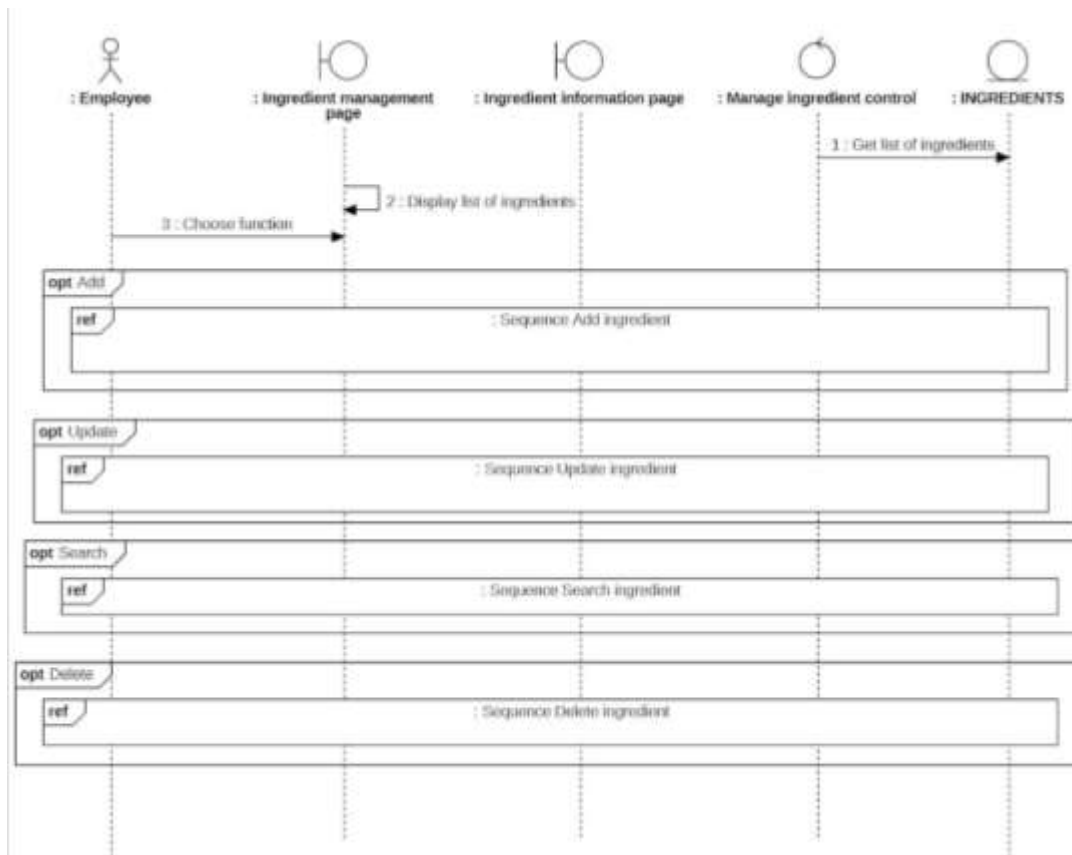 : Employee
: Ingredient management
page
: Ingredient information page
: Manage ingredient control
: INGREDIENTS
1 : Get list of ingredients
2 : Display list of ingredients
3 : Choose function
opt Add
ref
: Sequence Add ingredient
opt Update
ref
: Sequence Update ingredient
opt Search
ref
: Sequence Search ingredient
opt Delete
ref
: Sequence Delete ingredient